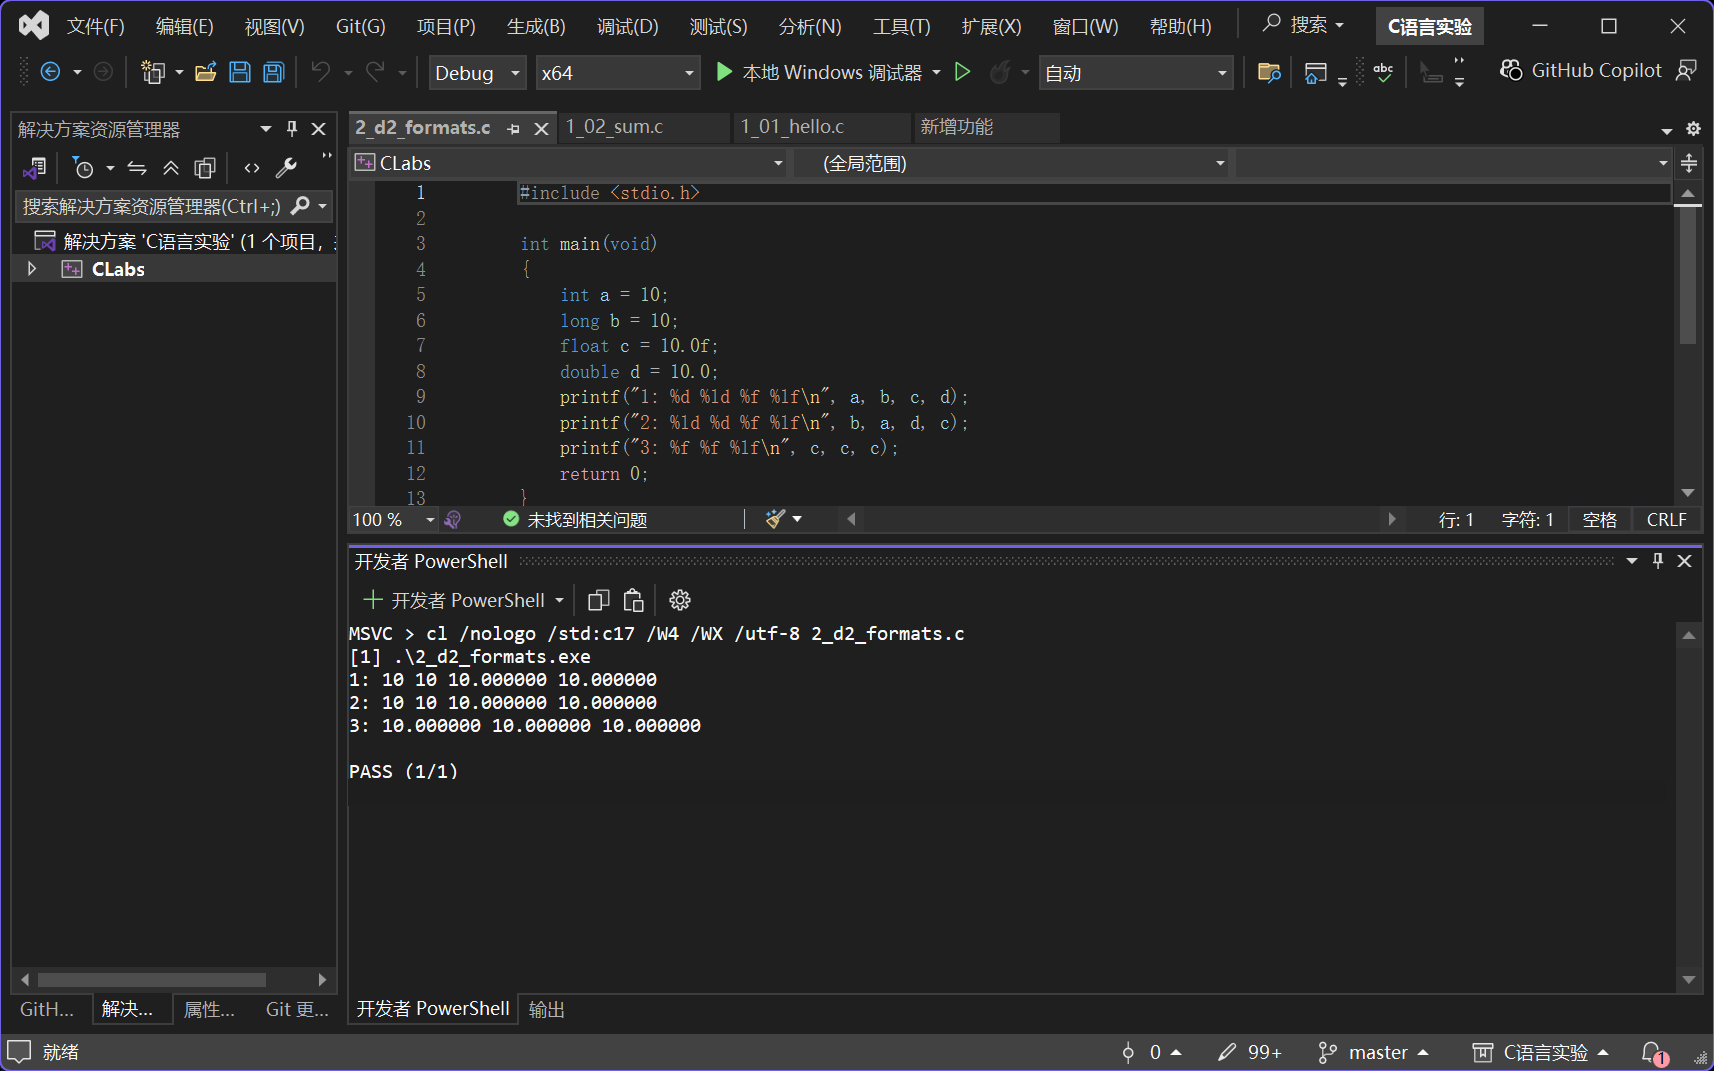 文件(F) 编辑(E) 视图(V) Git(G) 项目(P) 生成(B) 调试(D) 测试(S) 分析(N) 工具(T) 扩展(X) 窗口(W) 帮助(H) 搜索 C语言实验
Debug x64 本地 Windows 调试器 自动 abc GitHub Copilot
解决方案资源管理器
搜索解决方案资源管理器(Ctrl+;)
解决方案 'C语言实验' (1 个项目,
CLabs
2_d2_formats.c 1_02_sum.c 1_01_hello.c 新增功能
CLabs (全局范围)
1 #include <stdio.h>
2
3 int main(void)
4 {
5 int a = 10;
6 long b = 10;
7 float c = 10.0f;
8 double d = 10.0;
9 printf("1: %d %ld %f %lf\n", a, b, c, d);
10 printf("2: %ld %d %f %lf\n", b, a, d, c);
11 printf("3: %f %f %lf\n", c, c, c);
12 return 0;
13 }
100 % 未找到相关问题 行: 1 字符: 1 空格 CRLF
开发者 PowerShell
开发者 PowerShell
MSVC > cl /nologo /std:c17 /W4 /WX /utf-8 2_d2_formats.c
[1] .\2_d2_formats.exe
1: 10 10 10.000000 10.000000
2: 10 10 10.000000 10.000000
3: 10.000000 10.000000 10.000000
PASS (1/1)
GitH... 解决... 属性... Git 更... 开发者 PowerShell 输出
就绪 0 99+ master C语言实验 1